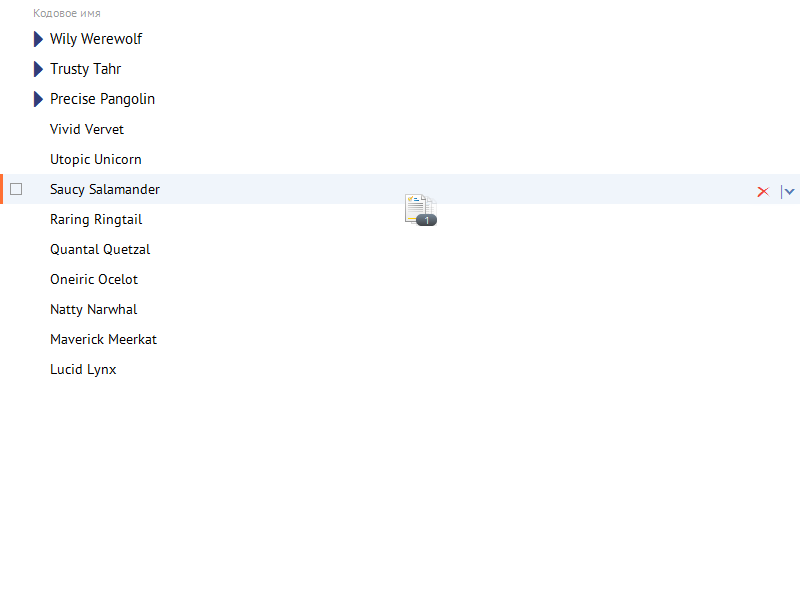 Кодовое имя
Wily Werewolf
Trusty Tahr
Precise Pangolin
Vivid Vervet
Utopic Unicorn
Saucy Salamander
1
Raring Ringtail
Quantal Quetzal
Oneiric Ocelot
Natty Narwhal
Maverick Meerkat
Lucid Lynx